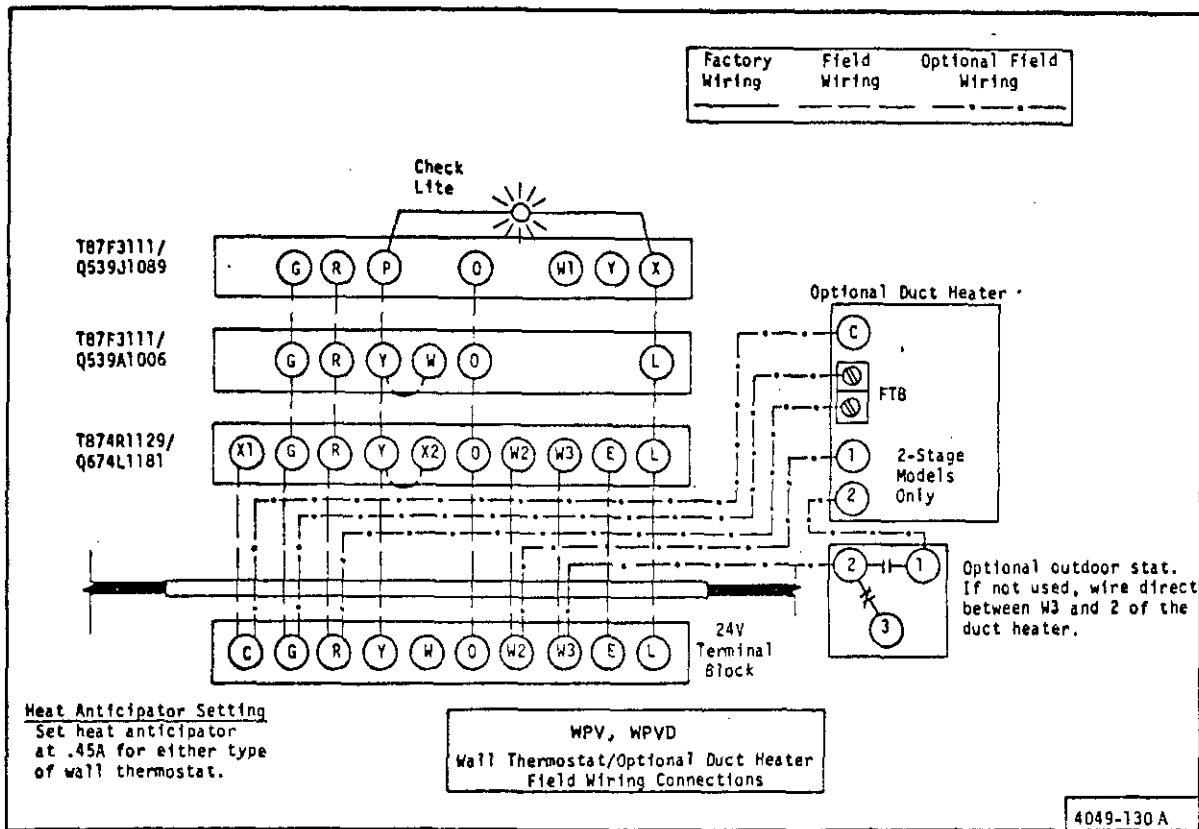 Factory Field Optional Field
Wiring Wiring Wiring
Check
Lite
T87F3111/
Q539J1089
G R P O W1 Y X
Optional Duct Heater
T87F3111/
Q539A1006
G R Y W O L
C
FTB
1
2
2-Stage
Models
Only
T874R1129/
Q674L1181
X1 G R Y X2 O W2 W3 E L
2 1
3
Optional outdoor stat.
If not used, wire direct
between W3 and 2 of the
duct heater.
C G R Y W O W2 W3 E L
24V
Terminal
Block
Heat Anticipator Setting
Set heat anticipator
at .45A for either type
of wall thermostat.
WPV, WPVD
Wall Thermostat/Optional Duct Heater
Field Wiring Connections
4049-130 A